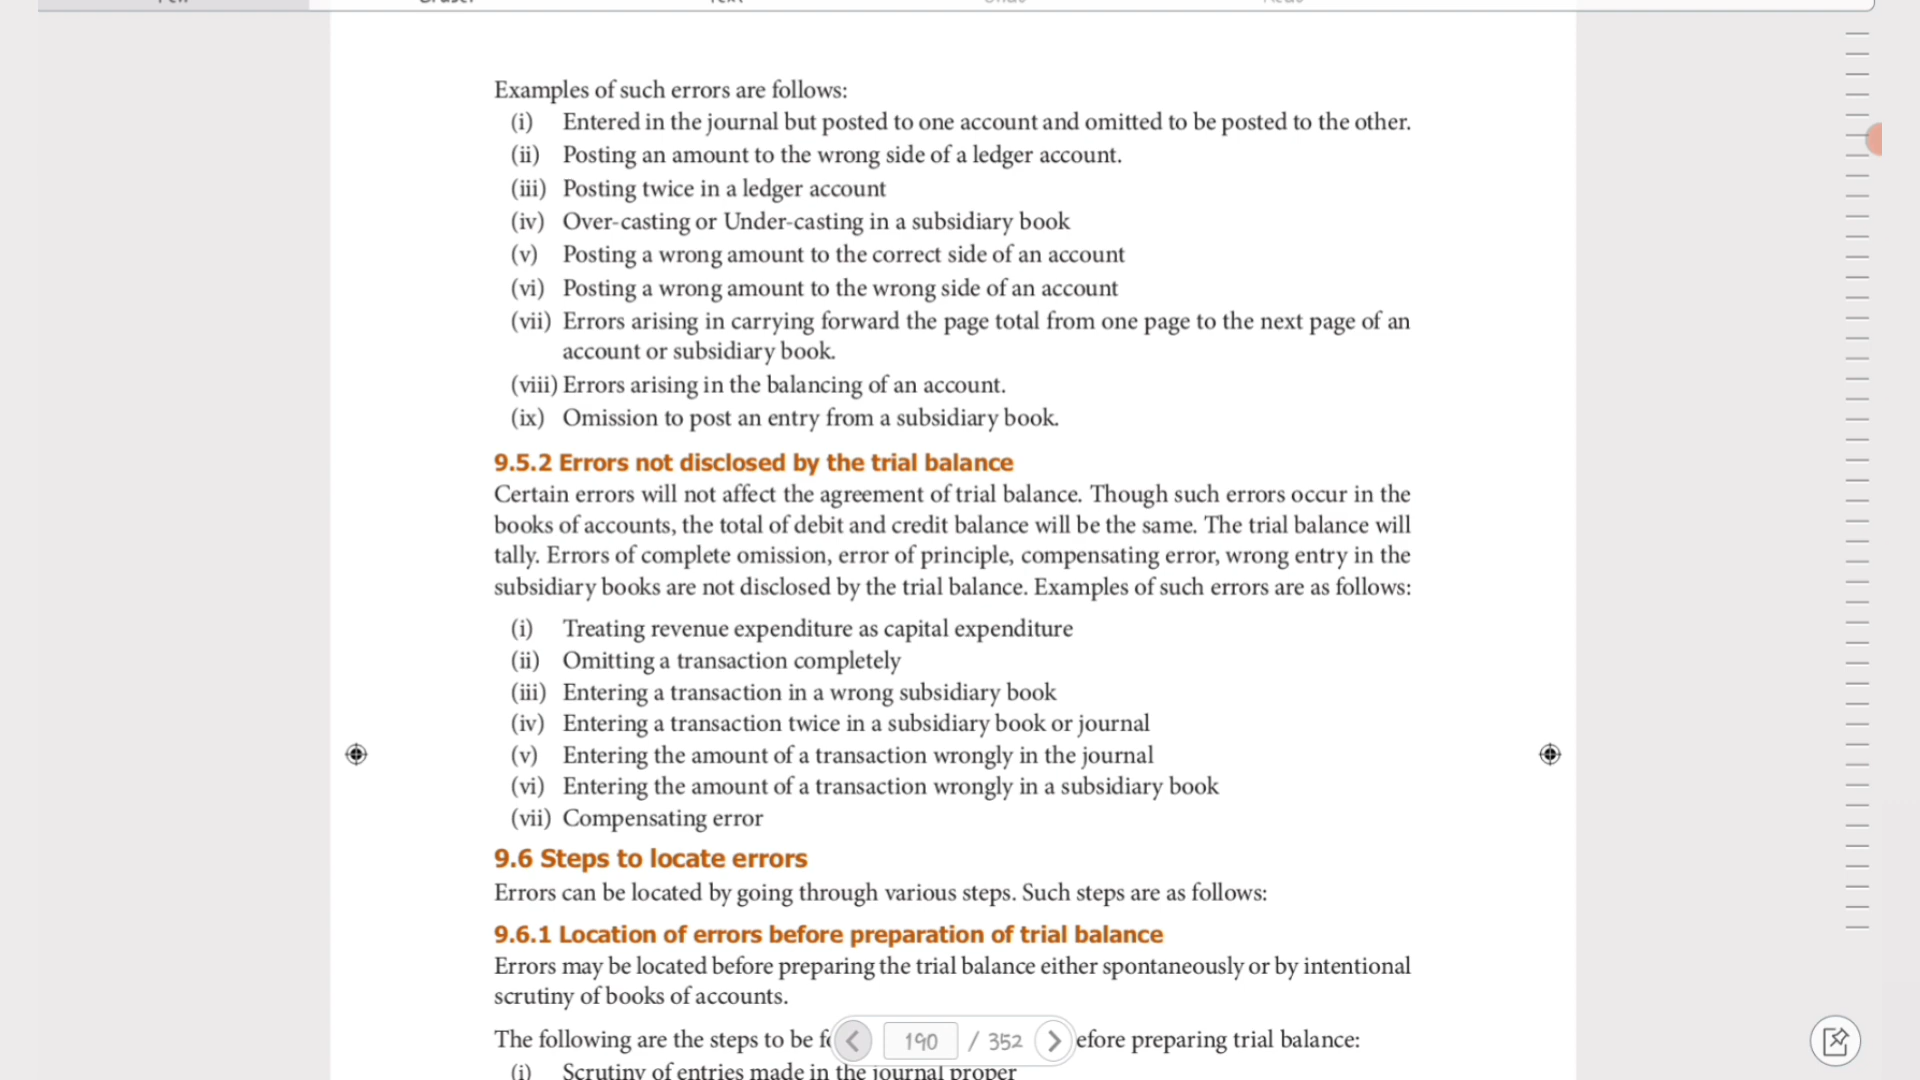 Examples of such errors are follows:
(i) Entered in the journal but posted to one account and omitted to be posted to the other.
(ii) Posting an amount to the wrong side of a ledger account.
(iii) Posting twice in a ledger account
(iv) Over-casting or Under-casting in a subsidiary book
(v) Posting a wrong amount to the correct side of an account
(vi) Posting a wrong amount to the wrong side of an account
(vii) Errors arising in carrying forward the page total from one page to the next page of an
account or subsidiary book.
(viii) Errors arising in the balancing of an account.
(ix) Omission to post an entry from a subsidiary book.
9.5.2 Errors not disclosed by the trial balance
Certain errors will not affect the agreement of trial balance. Though such errors occur in the
books of accounts, the total of debit and credit balance will be the same. The trial balance will
tally. Errors of complete omission, error of principle, compensating error, wrong entry in the
subsidiary books are not disclosed by the trial balance. Examples of such errors are as follows:
(i) Treating revenue expenditure as capital expenditure
(ii) Omitting a transaction completely
(iii) Entering a transaction in a wrong subsidiary book
(iv) Entering a transaction twice in a subsidiary book or journal
(v) Entering the amount of a transaction wrongly in the journal
(vi) Entering the amount of a transaction wrongly in a subsidiary book
(vii) Compensating error
9.6 Steps to locate errors
Errors can be located by going through various steps. Such steps are as follows:
9.6.1 Location of errors before preparation of trial balance
Errors may be located before preparing the trial balance either spontaneously or by intentional
scrutiny of books of accounts.
The following are the steps to be efore preparing trial balance:
190 / 352
(i) Scrutiny of entries made in the journal proper